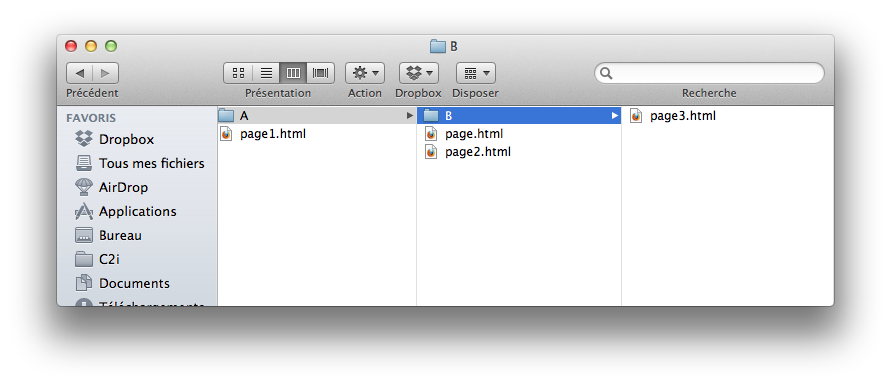 B
Précédent
Présentation
Action
Dropbox
Disposer
Recherche
FAVORIS
Dropbox
Tous mes fichiers
AirDrop
Applications
Bureau
C2i
Documents
Téléchargements
A
page1.html
B
page.html
page2.html
page3.html